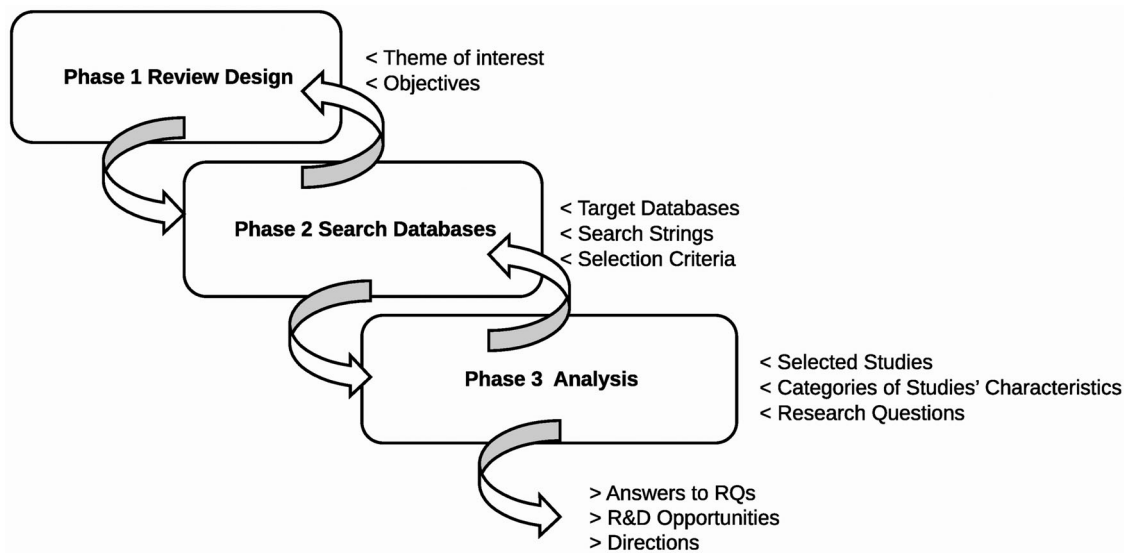 Phase 1 Review Design
< Theme of interest
< Objectives
Phase 2 Search Databases
< Target Databases
< Search Strings
< Selection Criteria
Phase 3 Analysis
< Selected Studies
< Categories of Studies’ Characteristics
< Research Questions
> Answers to RQs
> R&D Opportunities
> Directions